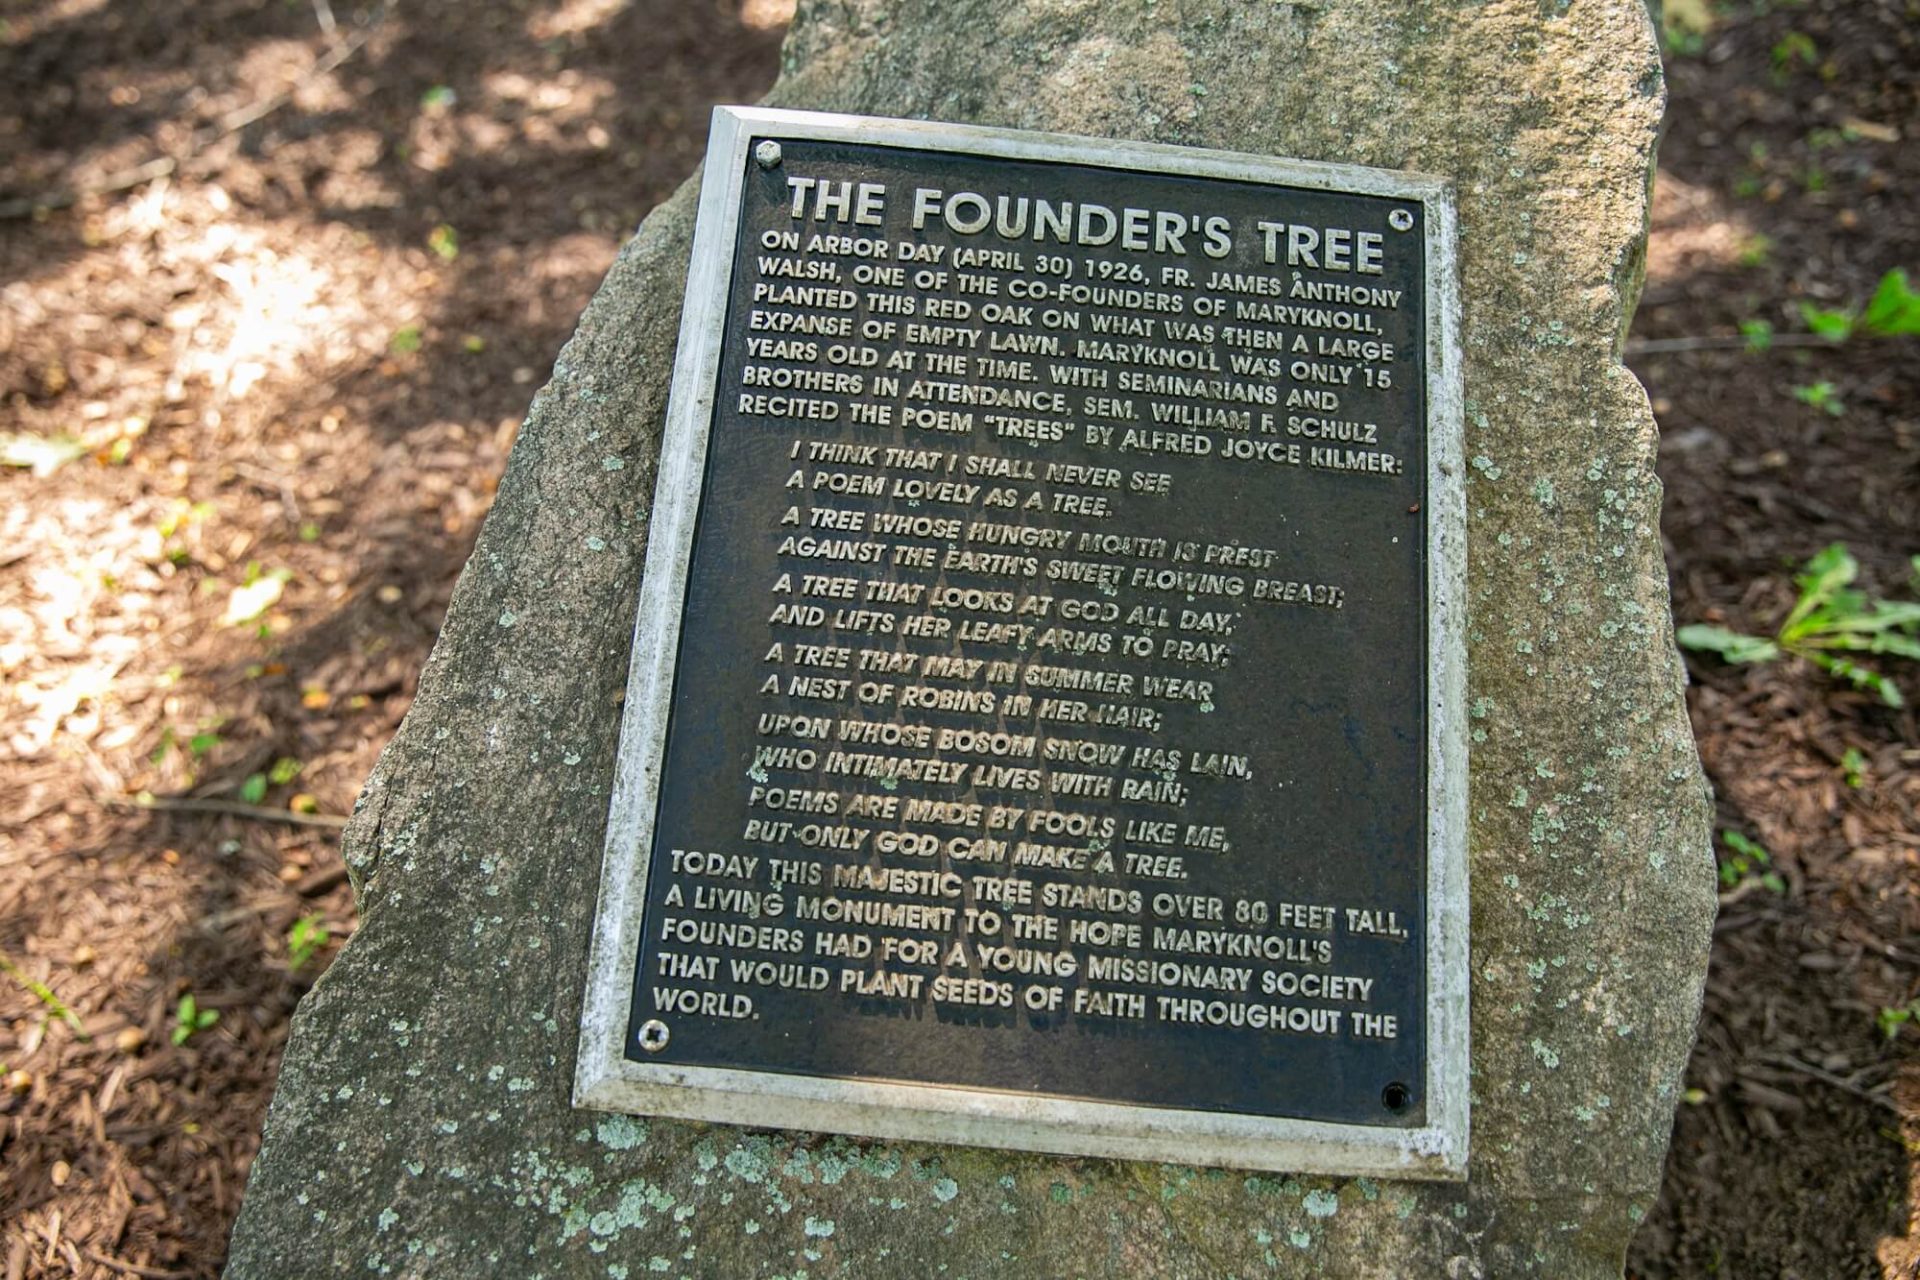 THE FOUNDER'S TREE
ON ARBOR DAY (APRIL 30) 1926, FR. JAMES ANTHONY
WALSH, ONE OF THE CO-FOUNDERS OF MARYKNOLL,
PLANTED THIS RED OAK ON WHAT WAS THEN A LARGE
EXPANSE OF EMPTY LAWN. MARYKNOLL WAS ONLY 15
YEARS OLD AT THE TIME. WITH SEMINARIANS AND
BROTHERS IN ATTENDANCE, SEM. WILLIAM F. SCHULZ
RECITED THE POEM "TREES" BY ALFRED JOYCE KILMER:
I THINK THAT I SHALL NEVER SEE
A POEM LOVELY AS A TREE.
A TREE WHOSE HUNGRY MOUTH IS PREST
AGAINST THE EARTH'S SWEET FLOWING BREAST;
A TREE THAT LOOKS AT GOD ALL DAY,
AND LIFTS HER LEAFY ARMS TO PRAY;
A TREE THAT MAY IN SUMMER WEAR
A NEST OF ROBINS IN HER HAIR;
UPON WHOSE BOSOM SNOW HAS LAIN,
WHO INTIMATELY LIVES WITH RAIN;
POEMS ARE MADE BY FOOLS LIKE ME,
BUT ONLY GOD CAN MAKE A TREE.
TODAY THIS MAJESTIC TREE STANDS OVER 80 FEET TALL,
A LIVING MONUMENT TO THE HOPE MARYKNOLL'S
FOUNDERS HAD FOR A YOUNG MISSIONARY SOCIETY
THAT WOULD PLANT SEEDS OF FAITH THROUGHOUT THE
WORLD.